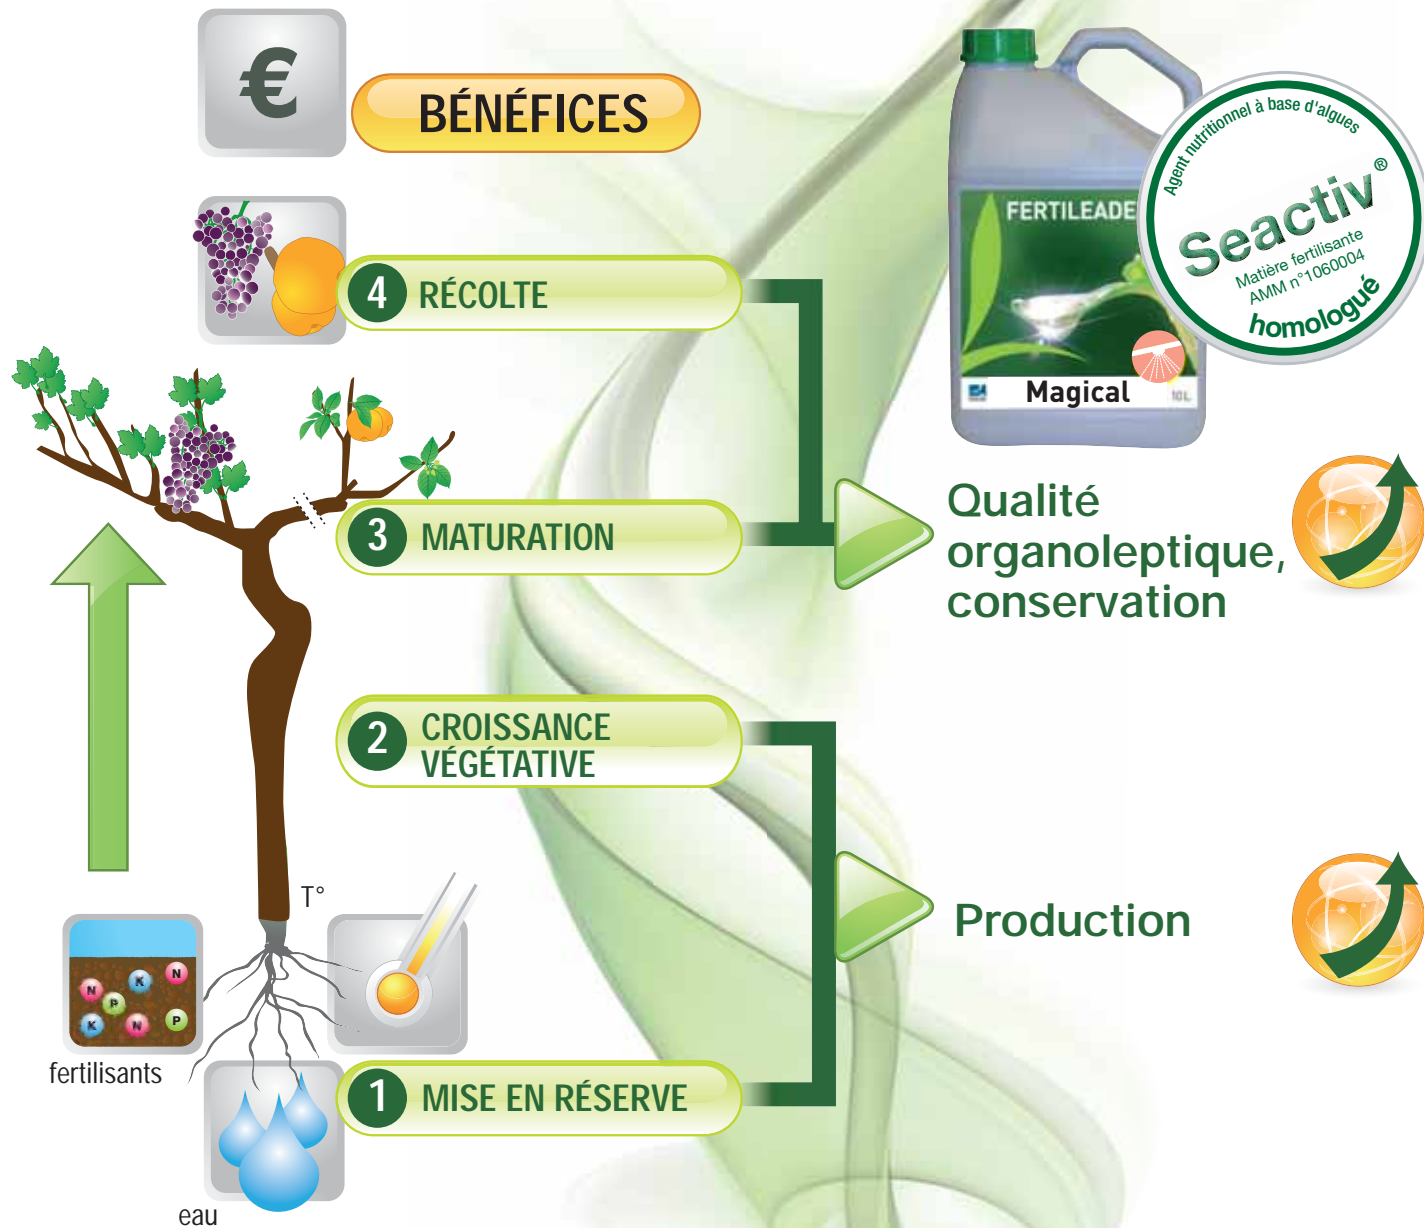 €
BÉNÉFICES
4 RÉCOLTE
3 MATURATION
2 CROISSANCE
VÉGÉTATIVE
1 MISE EN RÉSERVE
T°
N
K
N
P
K
N
P
fertilisants
eau
FERTILEADE
Magical
10L
Agent nutritionnel à base d'algues
Seactiv®
Matière fertilisante
AMM n°1060004
homologué
Qualité
organoleptique,
conservation
Production